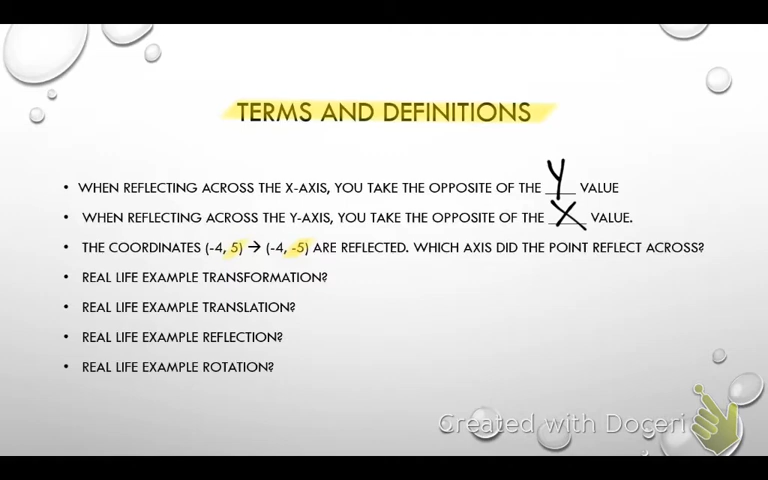 TERMS AND DEFINITIONS
• WHEN REFLECTING ACROSS THE X-AXIS, YOU TAKE THE OPPOSITE OF THE Y VALUE
• WHEN REFLECTING ACROSS THE Y-AXIS, YOU TAKE THE OPPOSITE OF THE X VALUE.
• THE COORDINATES (-4, 5) → (-4, -5) ARE REFLECTED. WHICH AXIS DID THE POINT REFLECT ACROSS?
• REAL LIFE EXAMPLE TRANSFORMATION?
• REAL LIFE EXAMPLE TRANSLATION?
• REAL LIFE EXAMPLE REFLECTION?
• REAL LIFE EXAMPLE ROTATION?
Created with Doceri